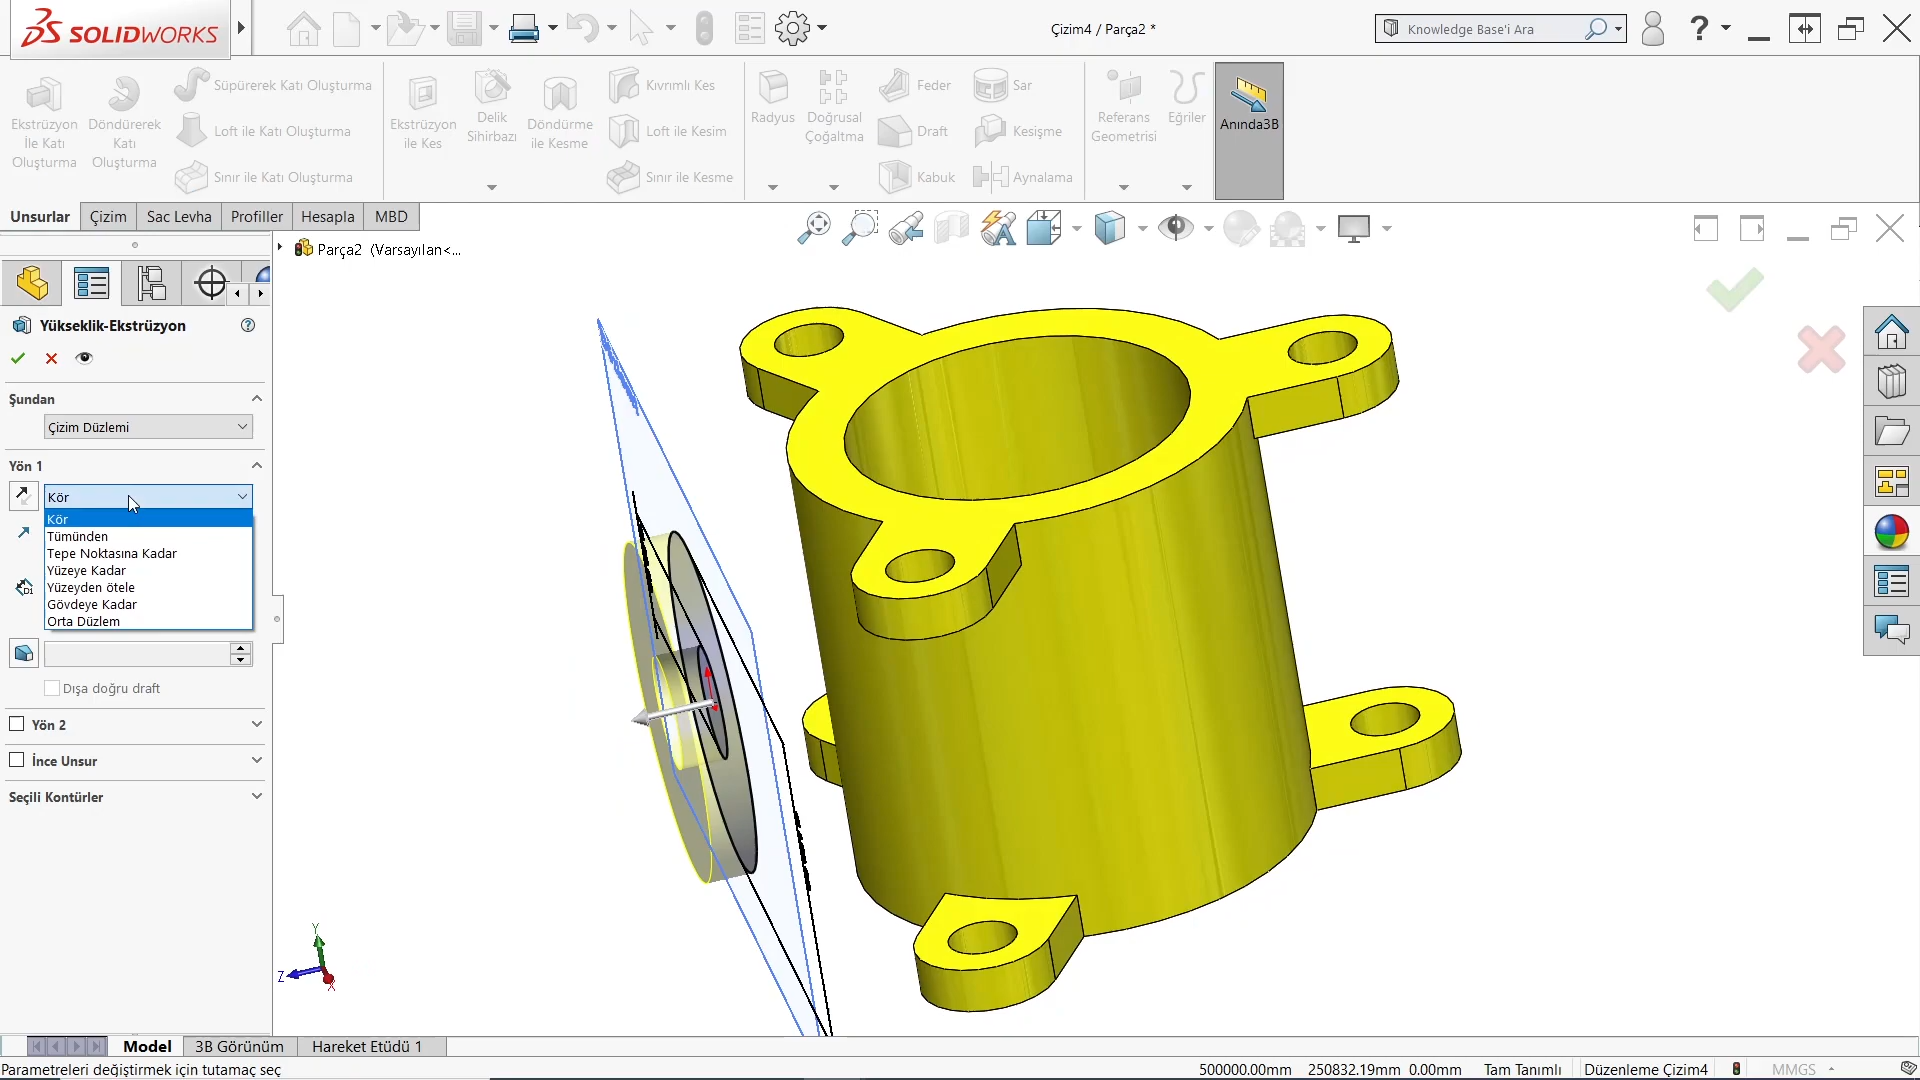 SOLIDWORKS
Çizim4 / Parça2 *
Knowledge Base'i Ara
Ekstrüzyon
İle Katı
Oluşturma
Döndürerek
Katı
Oluşturma
Süpürerek Katı Oluşturma
Loft ile Katı Oluşturma
Sınır ile Katı Oluşturma
Ekstrüzyon
ile Kes
Delik
Sihirbazı
Döndürme
ile Kesme
Kıvrımlı Kes
Loft ile Kesim
Sınır ile Kesme
Radyus
Doğrusal
Çoğaltma
Feder
Draft
Kabuk
Sar
Kesişme
Aynalama
Referans
Geometrisi
Eğriler
Anında3B
Unsurlar
Çizim
Sac Levha
Profiller
Hesapla
MBD
Parça2 (Varsayılan<...
Yükseklik-Ekstrüzyon
Şundan
Çizim Düzlemi
Yön 1
Kör
Kör
Tümünden
Tepe Noktasına Kadar
Yüzeye Kadar
Yüzeyden ötele
Gövdeye Kadar
Orta Düzlem
Dışa doğru draft
Yön 2
İnce Unsur
Seçili Kontürler
Y
Z
X
Model
3B Görünüm
Hareket Etüdü 1
Parametreleri değiştirmek için tutamaç seç
500000.00mm
250832.19mm
0.00mm
Tam Tanımlı
Düzenleme Çizim4
MMGS